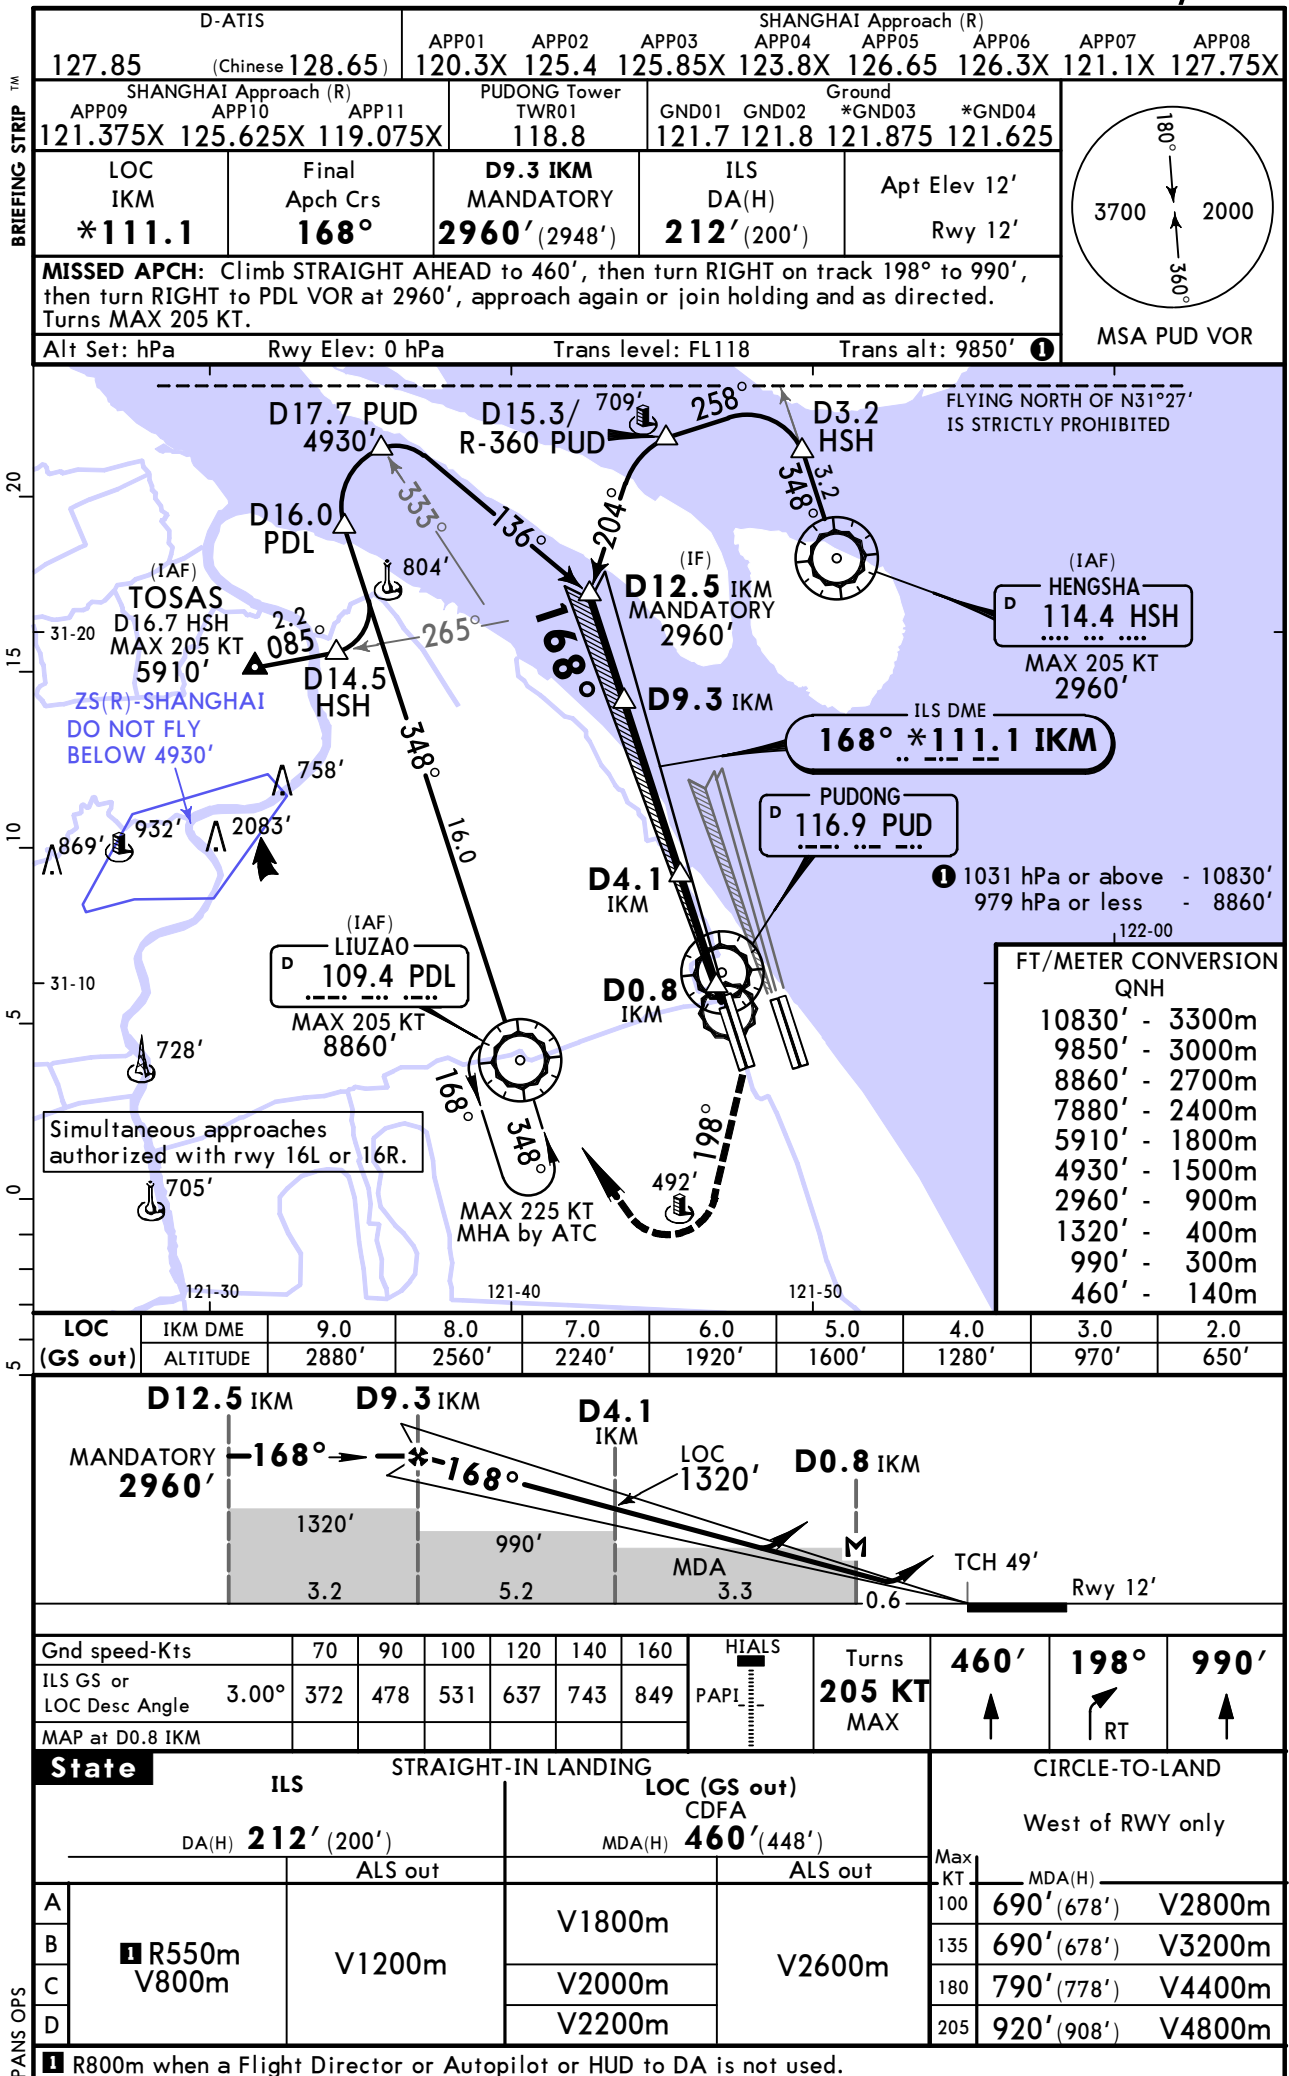 D-ATIS
127.85 (Chinese 128.65)
SHANGHAI Approach (R)
APP01 APP02 APP03 APP04 APP05 APP06 APP07 APP08
120.3X 125.4 125.85X 123.8X 126.65 126.3X 121.1X 127.75X
SHANGHAI Approach (R)
APP09 APP10 APP11
121.375X 125.625X 119.075X
PUDONG Tower
TWR01
118.8
Ground
GND01 GND02 *GND03 *GND04
121.7 121.8 121.875 121.625
BRIEFING STRIP TM
LOC
IKM
*111.1
Final
Apch Crs
168°
D9.3 IKM
MANDATORY
2960' (2948')
ILS
DA(H)
212' (200')
Apt Elev 12'
Rwy 12'
180°
3700 2000
360°
MSA PUD VOR
MISSED APCH: Climb STRAIGHT AHEAD to 460', then turn RIGHT on track 198° to 990',
then turn RIGHT to PDL VOR at 2960', approach again or join holding and as directed.
Turns MAX 205 KT.
Alt Set: hPa Rwy Elev: 0 hPa Trans level: FL118 Trans alt: 9850' 1
D17.7 PUD
4930'
D15.3/
R-360 PUD
709'
258°
D3.2
HSH
FLYING NORTH OF N31°27'
IS STRICTLY PROHIBITED
3.2
348°
333°
136°
204°
D16.0
PDL
804'
(IAF)
TOSAS
D16.7 HSH
MAX 205 KT
5910'
2.2
085°
265°
D14.5
HSH
(IF)
D12.5 IKM
MANDATORY
2960'
(IAF)
HENGSHA
D 114.4 HSH
MAX 205 KT
2960'
168°
D9.3 IKM
ILS DME
168° *111.1 IKM
ZS(R)-SHANGHAI
DO NOT FLY
BELOW 4930'
758'
932'
2083'
869'
348°
16.0
PUDONG
D 116.9 PUD
D4.1
IKM
1 1031 hPa or above - 10830'
979 hPa or less - 8860'
122-00
(IAF)
LIUZAO
D 109.4 PDL
MAX 205 KT
8860'
D0.8
IKM
728'
168°
348°
198°
Simultaneous approaches
authorized with rwy 16L or 16R.
705'
492'
MAX 225 KT
MHA by ATC
31-20
31-10
121-30 121-40 121-50
20
15
10
5
0
5
FT/METER CONVERSION
QNH
10830' - 3300m
9850' - 3000m
8860' - 2700m
7880' - 2400m
5910' - 1800m
4930' - 1500m
2960' - 900m
1320' - 400m
990' - 300m
460' - 140m
LOC IKM DME 9.0 8.0 7.0 6.0 5.0 4.0 3.0 2.0
(GS out) ALTITUDE 2880' 2560' 2240' 1920' 1600' 1280' 970' 650'
D12.5 IKM D9.3 IKM D4.1
IKM
D0.8 IKM
MANDATORY
2960'
168°
168°
LOC
1320'
1320'
990'
MDA
M
TCH 49'
Rwy 12'
3.2 5.2 3.3 0.6
Gnd speed-Kts 70 90 100 120 140 160
ILS GS or
LOC Desc Angle 3.00° 372 478 531 637 743 849
MAP at D0.8 IKM
HIALS
PAPI
Turns
205 KT
MAX
460'
198°
RT
990'
State STRAIGHT-IN LANDING CIRCLE-TO-LAND
ILS
DA(H) 212' (200')
LOC (GS out)
CDFA
MDA(H) 460' (448')
West of RWY only
ALS out ALS out
Max
KT MDA(H)
A
B
C
D
1 R550m
V800m
V1200m
V1800m
V2000m
V2200m
V2600m
100 690' (678') V2800m
135 690' (678') V3200m
180 790' (778') V4400m
205 920' (908') V4800m
PANS OPS
1 R800m when a Flight Director or Autopilot or HUD to DA is not used.